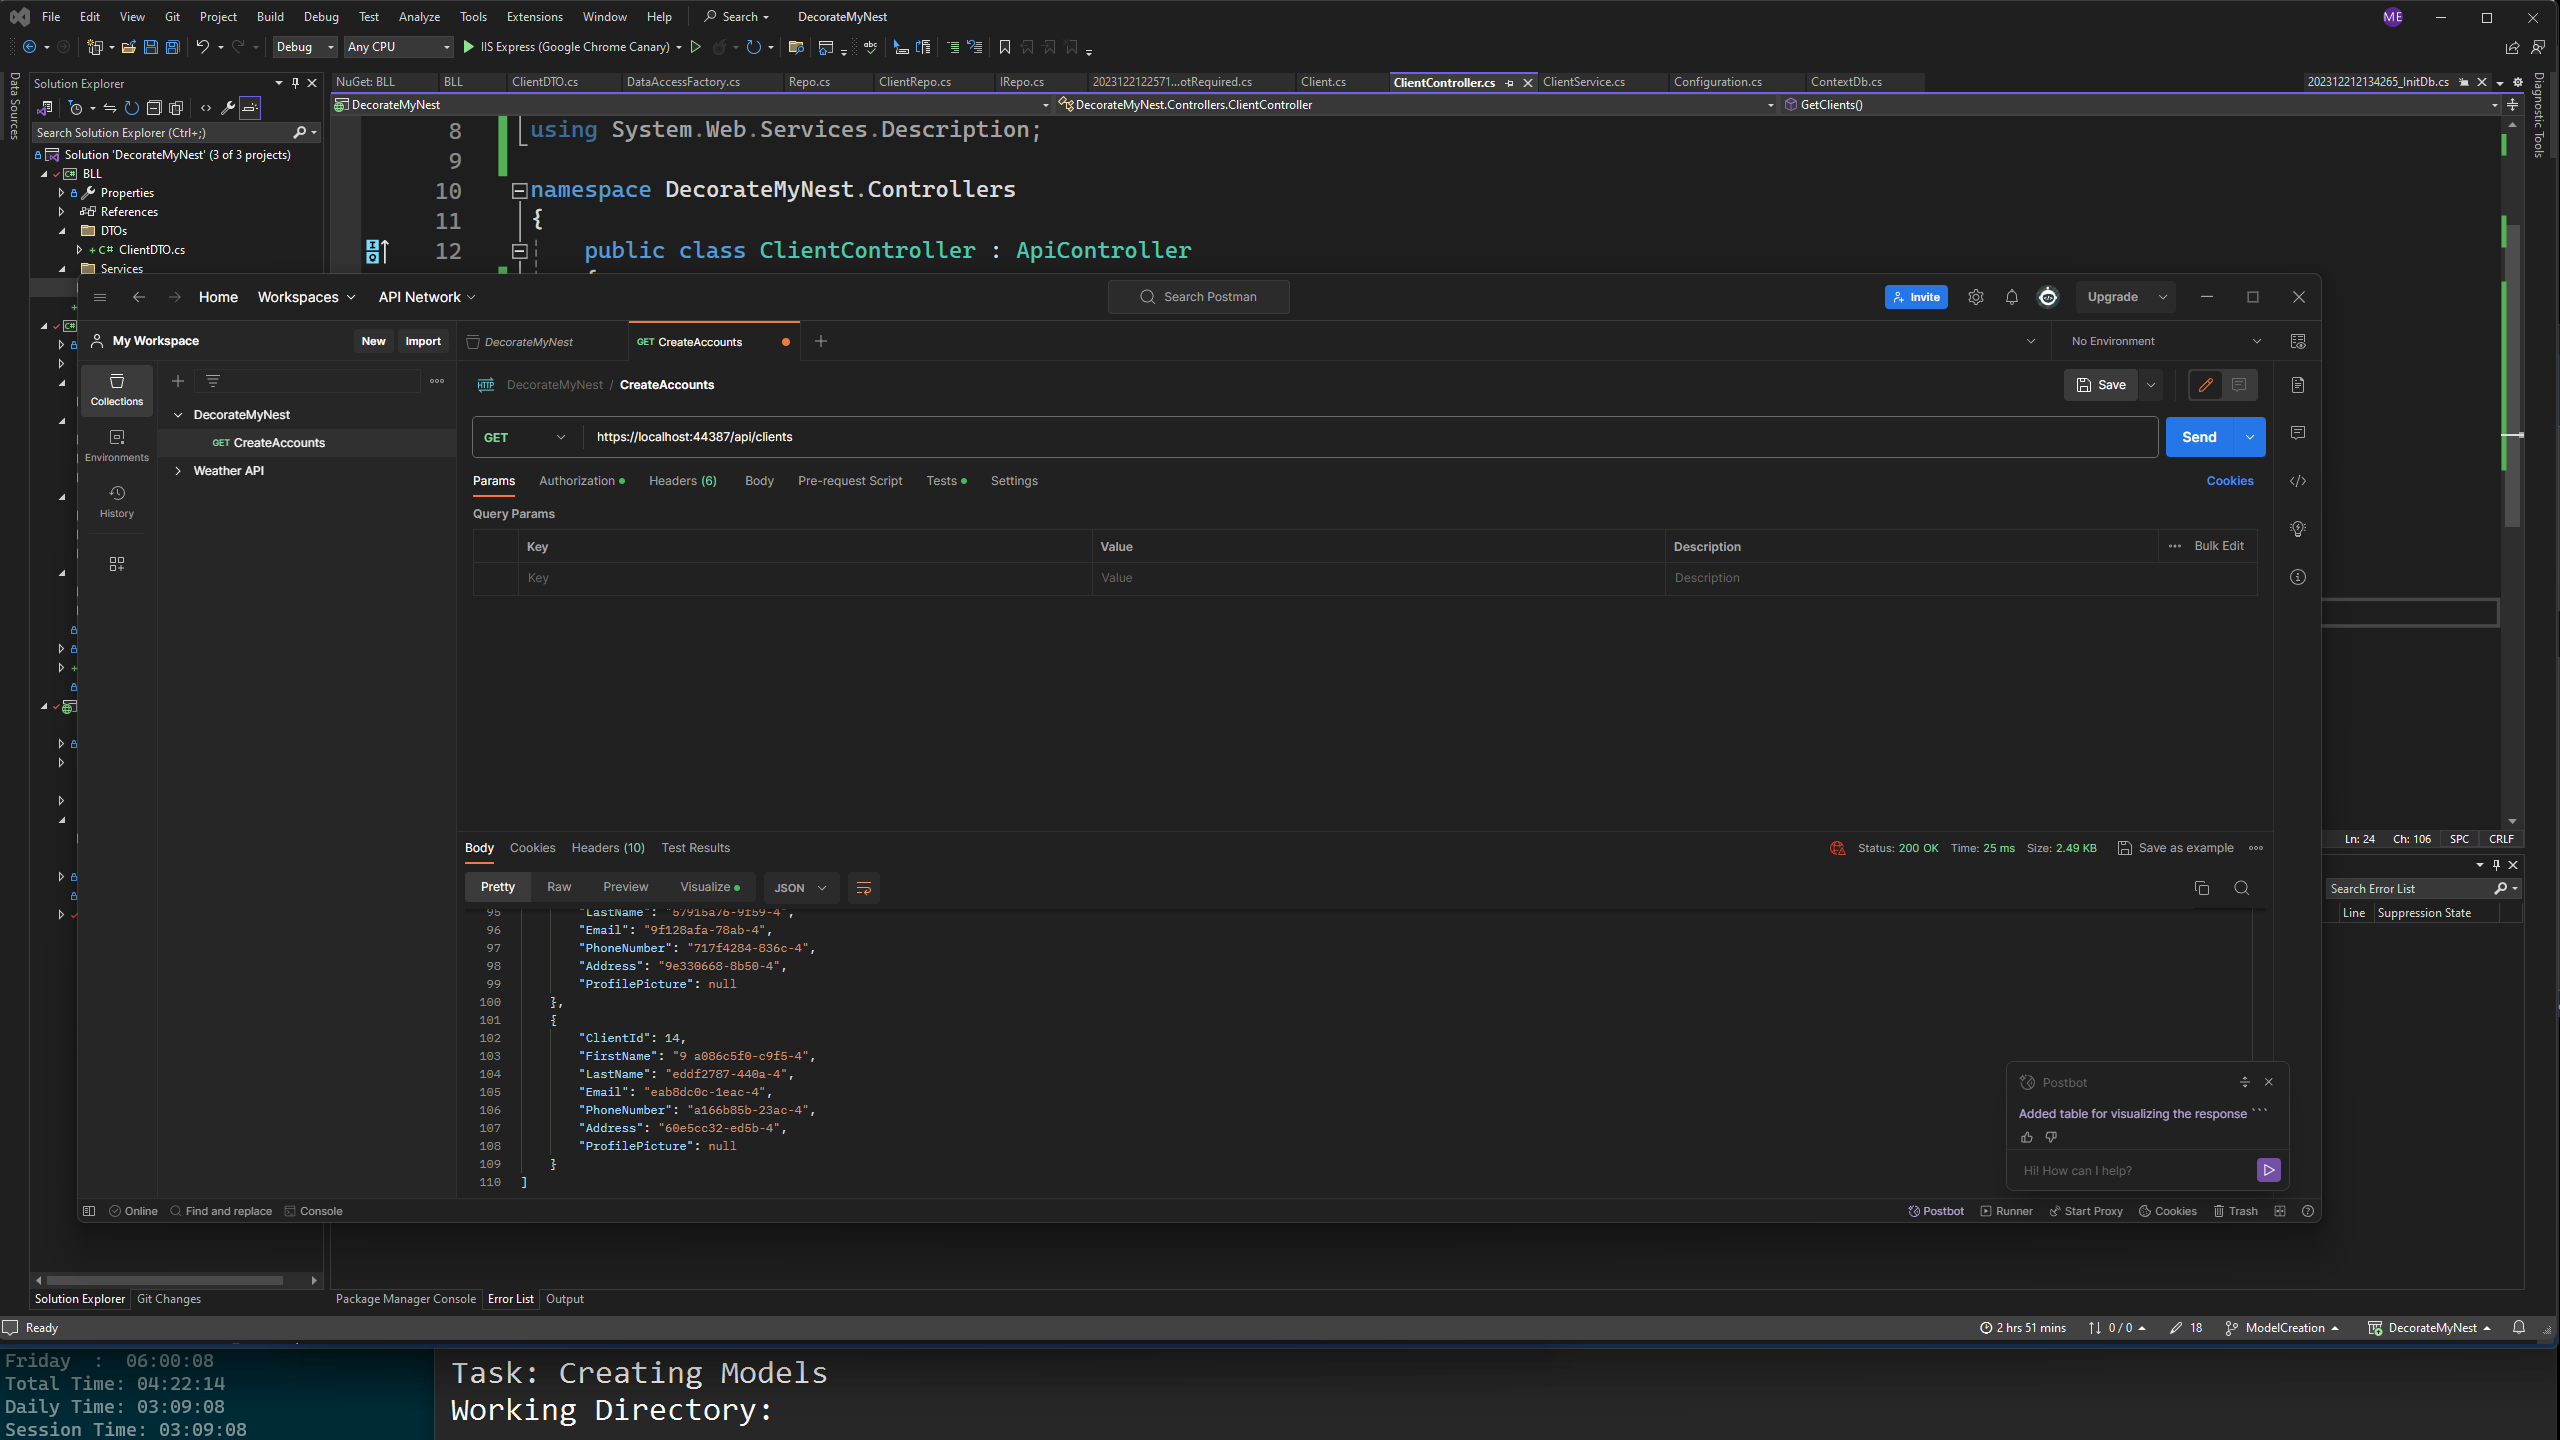 File Edit View Git Project Build Debug Test Analyze Tools Extensions Window Help Search DecorateMyNest ME
Debug Any CPU IIS Express (Google Chrome Canary)
Data Sources
Solution Explorer
Search Solution Explorer (Ctrl+;)
Solution 'DecorateMyNest' (3 of 3 projects)
BLL
Properties
References
DTOs
C# ClientDTO.cs
Services
NuGet: BLL BLL ClientDTO.cs DataAccessFactory.cs Repo.cs ClientRepo.cs IRepo.cs 2023122122571...otRequired.cs Client.cs ClientController.cs ClientService.cs Configuration.cs ContextDb.cs 202312212134265_InitDb.cs
Diagnostic Tools
DecorateMyNest DecorateMyNest.Controllers.ClientController GetClients()
8 using System.Web.Services.Description;
9
10 namespace DecorateMyNest.Controllers
11 {
12 public class ClientController : ApiController
Home Workspaces API Network Search Postman Invite Upgrade
My Workspace New Import DecorateMyNest GET CreateAccounts No Environment
Collections
Environments
History
DecorateMyNest
GET CreateAccounts
Weather API
HTTP DecorateMyNest / CreateAccounts Save
GET https://localhost:44387/api/clients Send
Params Authorization Headers (6) Body Pre-request Script Tests Settings Cookies
Query Params
Key Value Description Bulk Edit
Key Value Description
Body Cookies Headers (10) Test Results Status: 200 OK Time: 25 ms Size: 2.49 KB Save as example
Pretty Raw Preview Visualize JSON
95 "LastName": "57915a76-9f59-4",
96 "Email": "9f128afa-78ab-4",
97 "PhoneNumber": "717f4284-836c-4",
98 "Address": "9e330668-8b50-4",
99 "ProfilePicture": null
100 },
101 {
102 "ClientId": 14,
103 "FirstName": "9 a086c5f0-c9f5-4",
104 "LastName": "eddf2787-440a-4",
105 "Email": "eab8dc0c-1eac-4",
106 "PhoneNumber": "a166b85b-23ac-4",
107 "Address": "60e5cc32-ed5b-4",
108 "ProfilePicture": null
109 }
110 ]
Postbot
Added table for visualizing the response ```
Hi! How can I help?
Online Find and replace Console Postbot Runner Start Proxy Cookies Trash
Ln: 24 Ch: 106 SPC CRLF
Search Error List
Line Suppression State
Solution Explorer Git Changes Package Manager Console Error List Output
Ready 2 hrs 51 mins 0 / 0 18 ModelCreation DecorateMyNest
Friday : 06:00:08
Total Time: 04:22:14
Daily Time: 03:09:08
Session Time: 03:09:08
Task: Creating Models
Working Directory: